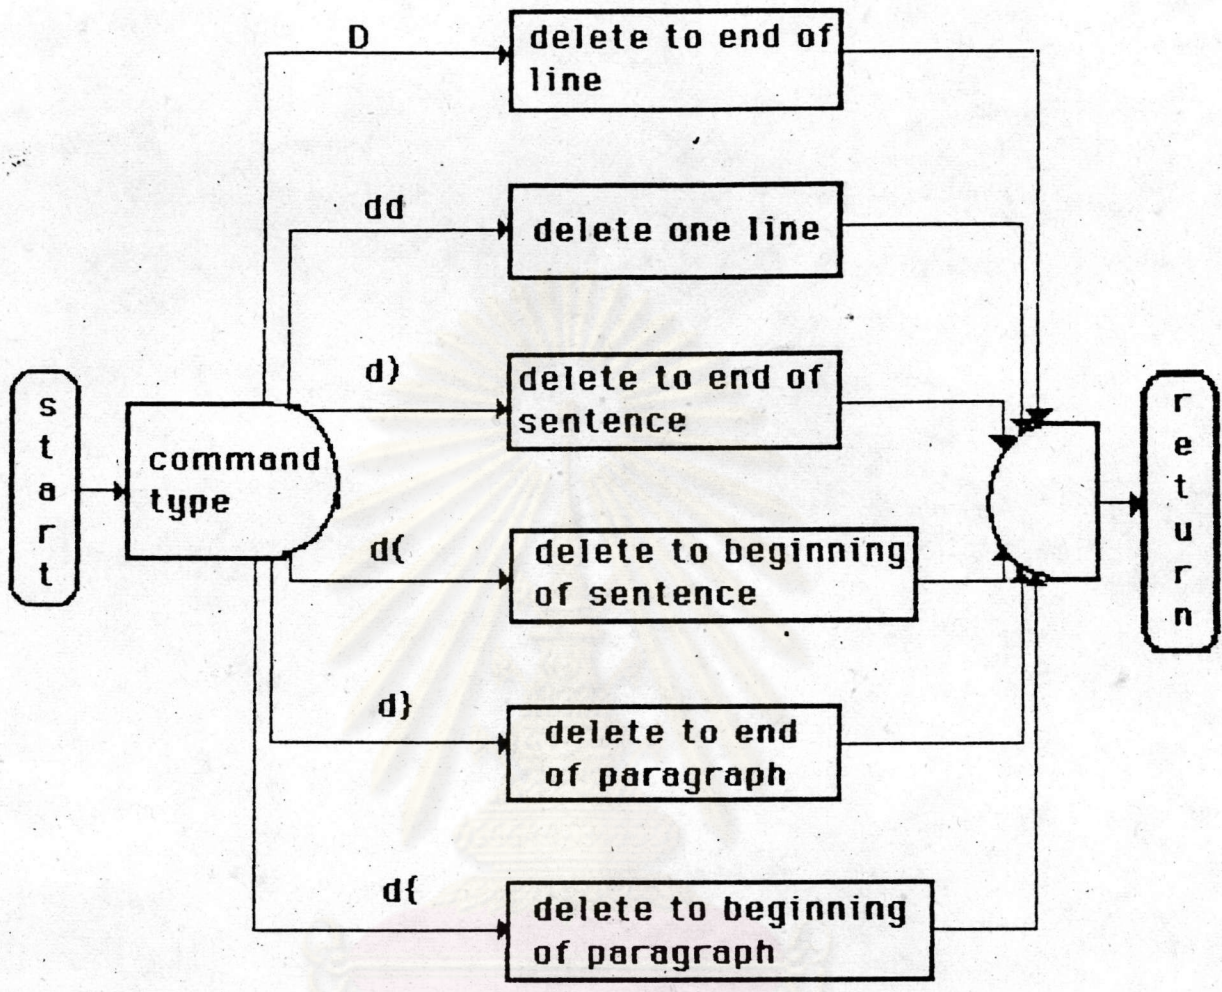 D
delete to end of
line
dd
delete one line
d}
delete to end of
sentence
start
command
type
d(
delete to beginning
of sentence
return
d}
delete to end
of paragraph
d{
delete to beginning
of paragraph